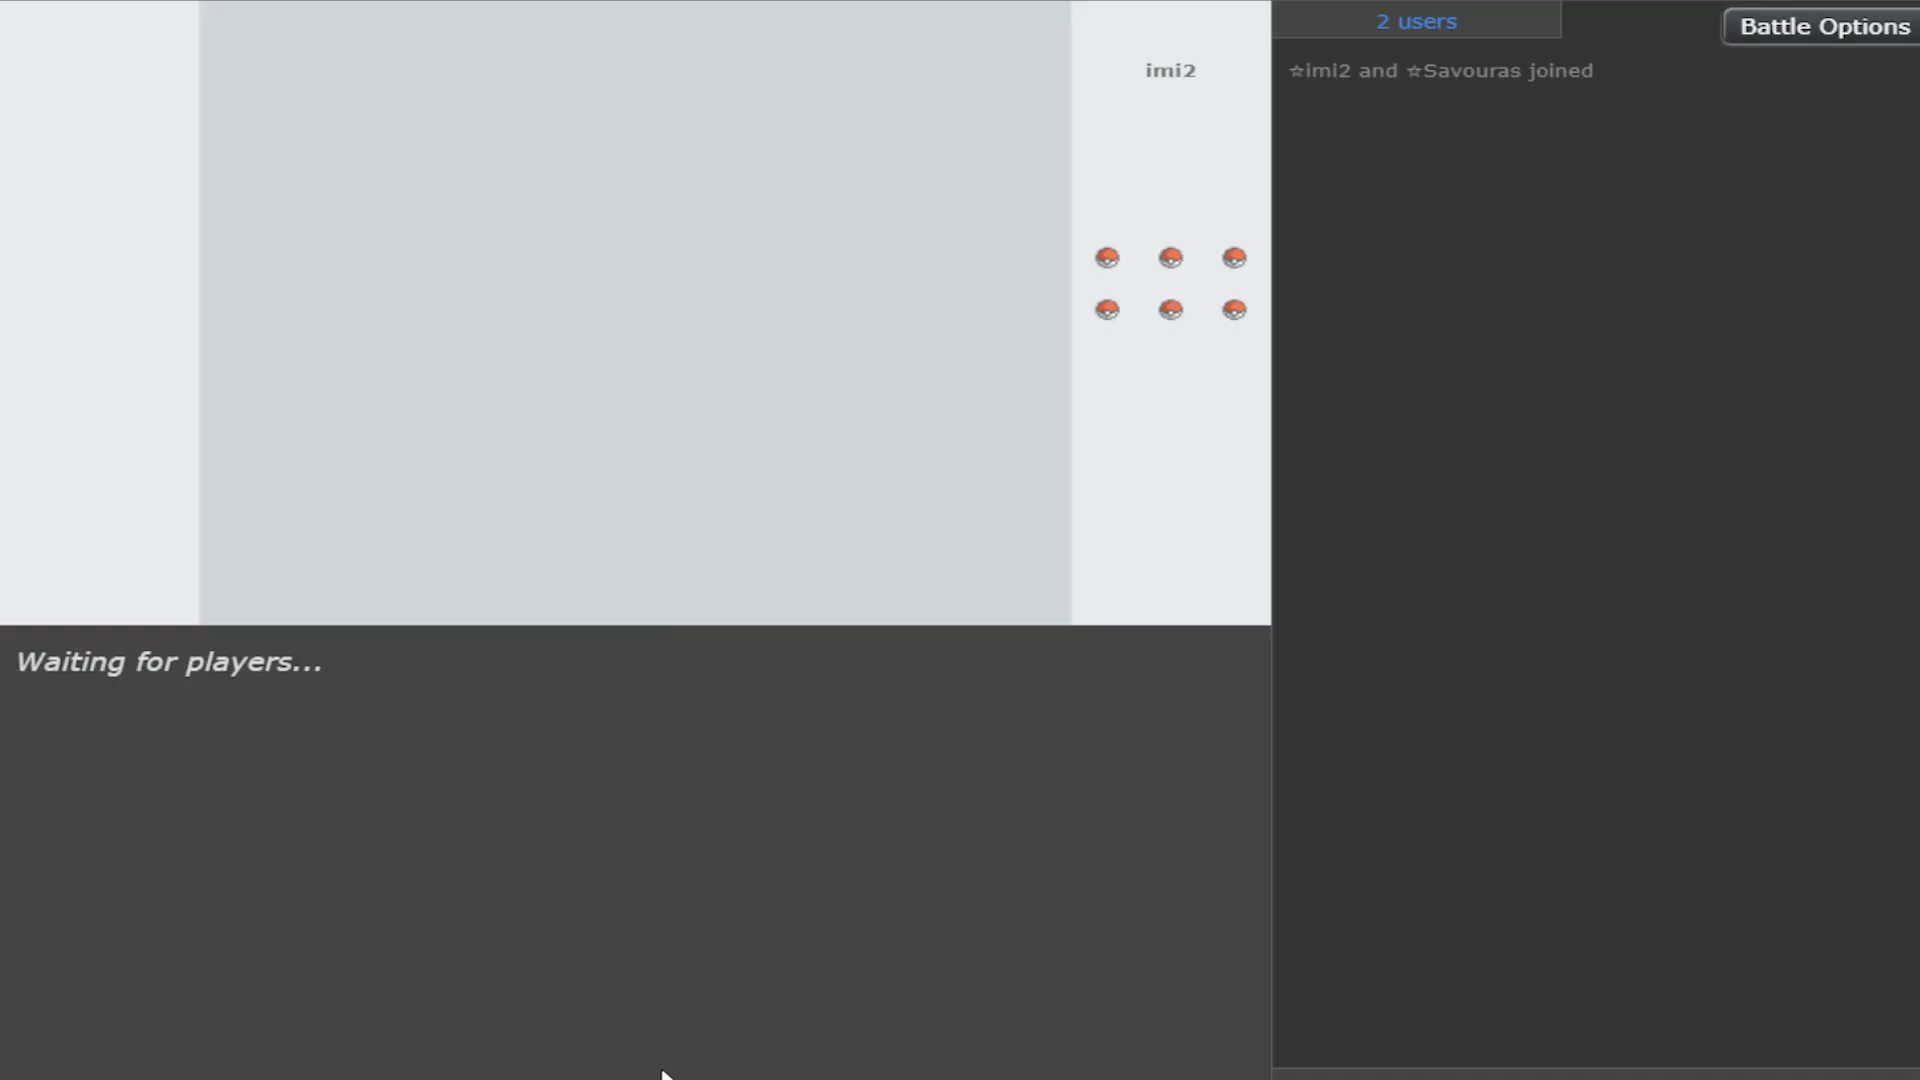 2 users
Battle Options
imi2
☆imi2 and ☆Savouras joined
Waiting for players...